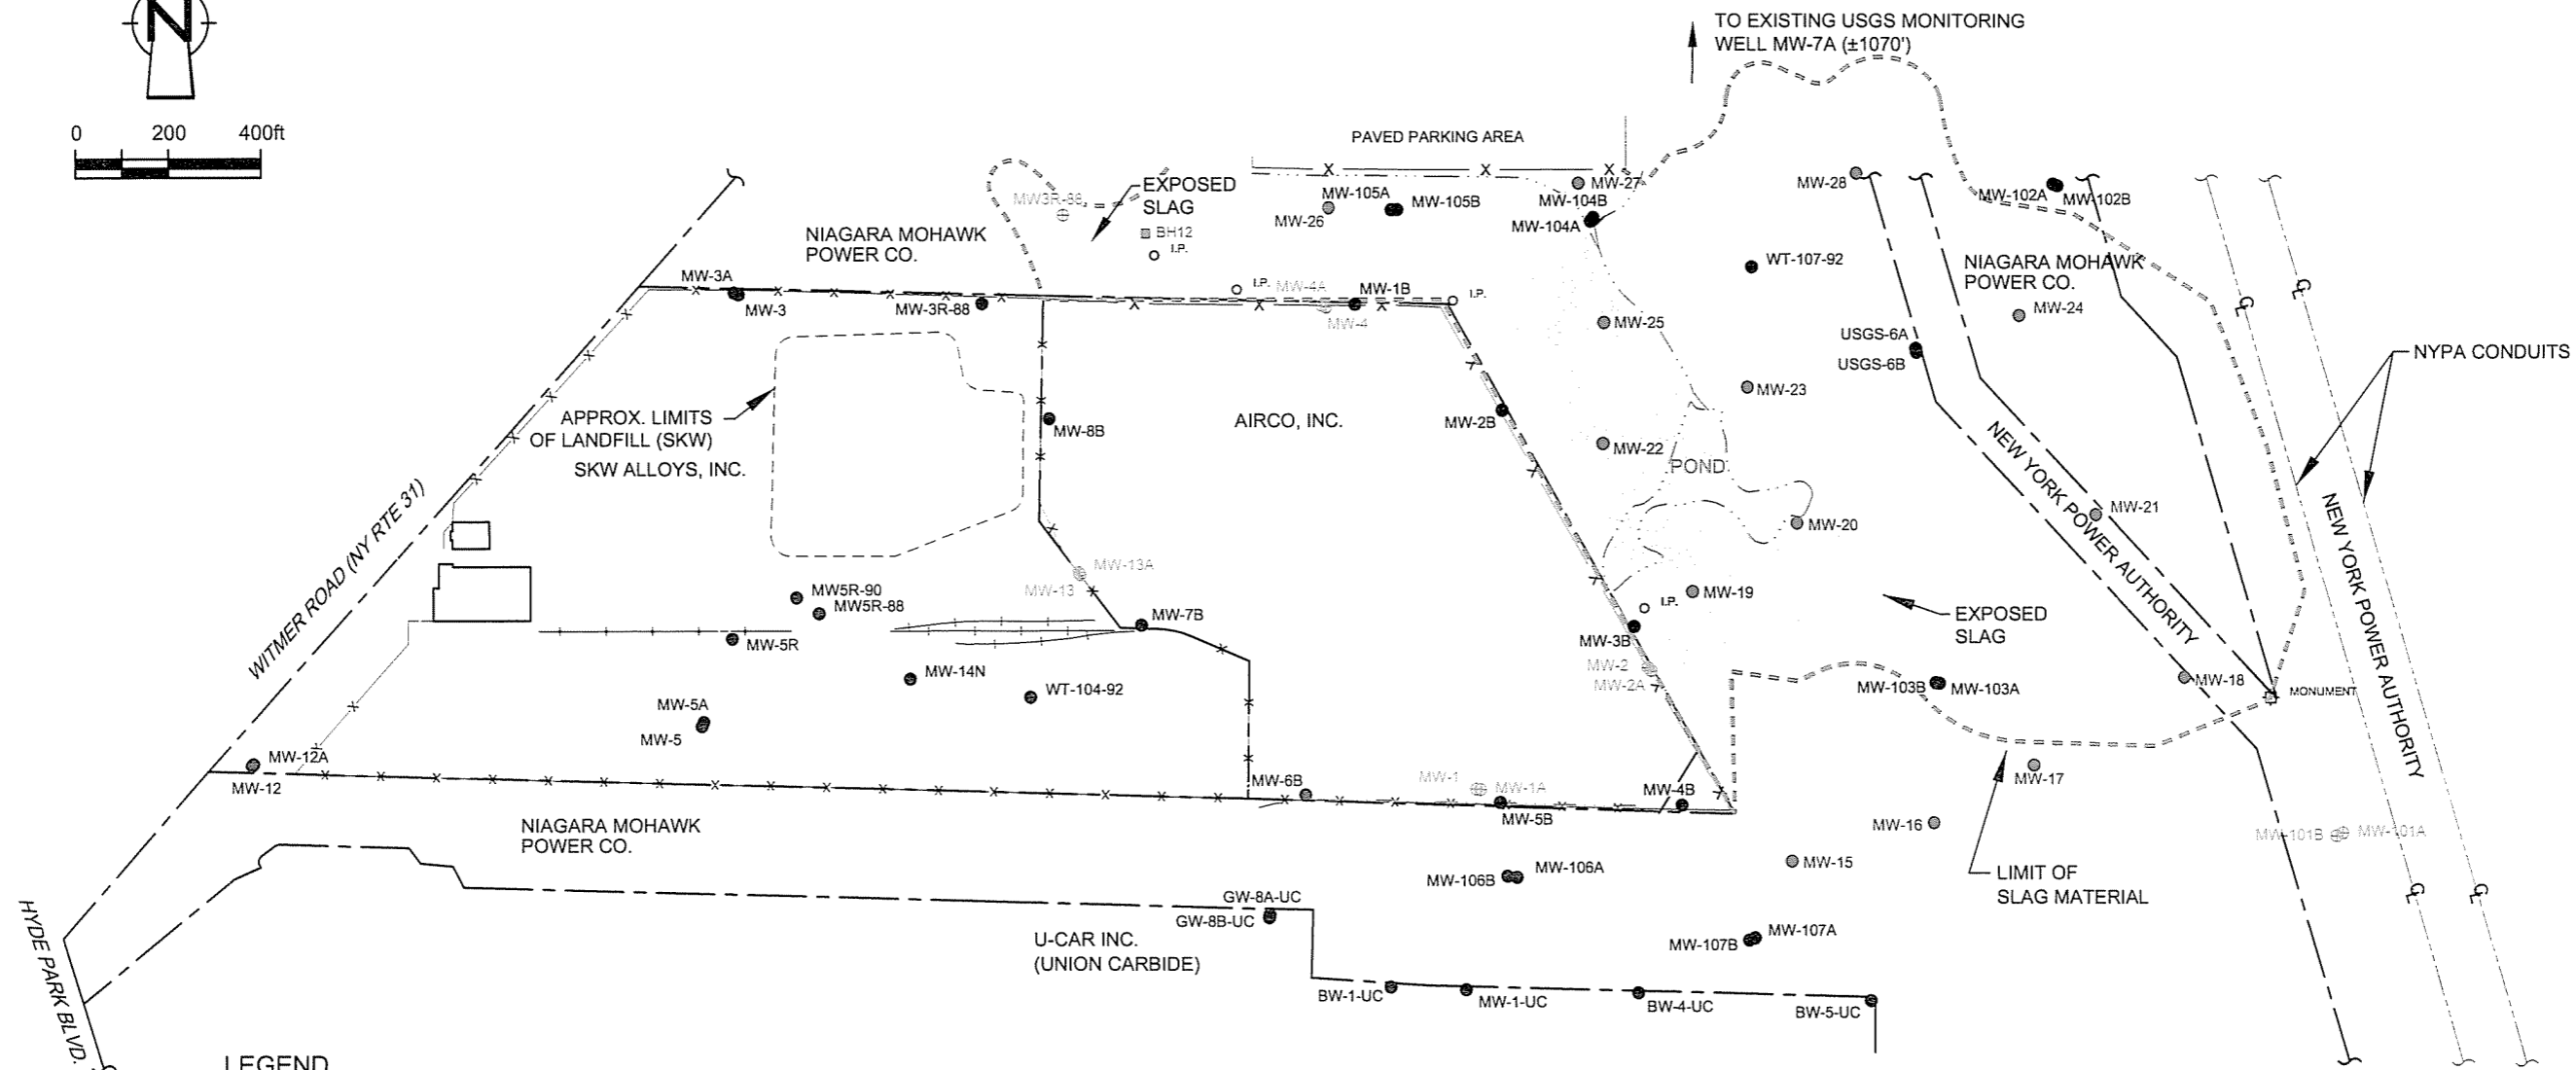 N
0 200 400ft
TO EXISTING USGS MONITORING
WELL MW-7A (±1070')
PAVED PARKING AREA
EXPOSED
SLAG
MW3R-88
BH12
I.P.
MW-27
MW-105A
MW-105B
MW-26
MW-104B
MW-104A
MW-28
MW-102A
MW-102B
NIAGARA MOHAWK
POWER CO.
WT-107-92
NIAGARA MOHAWK
POWER CO.
MW-24
MW-3A
MW-3
MW-3R-88
I.P.
MW-4A
MW-4
MW-1B
I.P.
MW-25
USGS-6A
USGS-6B
NYPA CONDUITS
MW-23
APPROX. LIMITS
OF LANDFILL (SKW)
SKW ALLOYS, INC.
MW-8B
AIRCO, INC.
MW-2B
MW-22
POND
NEW YORK POWER AUTHORITY
MW-21
NEW YORK POWER AUTHORITY
MW-20
WITMER ROAD (NY RTE 31)
MW-13A
MW-13
MW5R-90
MW5R-88
MW-7B
MW-5R
MW-19
I.P.
MW-3B
MW-2
MW-2A
EXPOSED
SLAG
MW-14N
WT-104-92
MW-103B
MW-103A
MW-18
MONUMENT
MW-5A
MW-5
MW-12A
MW-12
MW-6B
MW-1
MW-1A
MW-5B
MW-4B
MW-17
MW-16
MW-101B
MW-101A
NIAGARA MOHAWK
POWER CO.
MW-15
MW-106B
MW-106A
LIMIT OF
SLAG MATERIAL
GW-8A-UC
GW-8B-UC
U-CAR INC.
(UNION CARBIDE)
MW-107B
MW-107A
BW-1-UC
MW-1-UC
BW-4-UC
BW-5-UC
HYDE PARK BLVD.
LEGEND